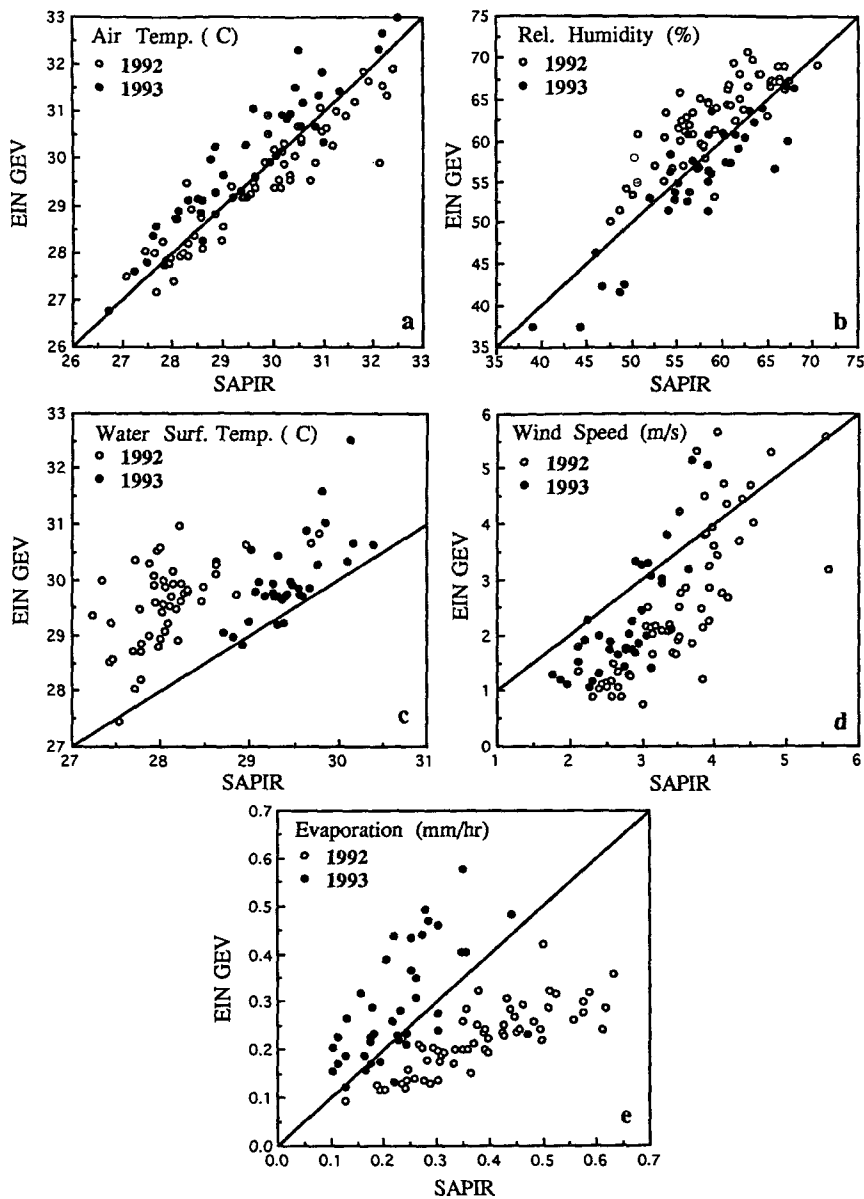 Air Temp. ( C)
1992
1993
EIN GEV
33
32
31
30
29
28
27
26
26 27 28 29 30 31 32 33
SAPIR
a
Rel. Humidity (%)
1992
1993
75
70
65
60
55
50
45
40
35
35 40 45 50 55 60 65 70 75
SAPIR
b
Water Surf. Temp. ( C)
1992
1993
EIN GEV
33
32
31
30
29
28
27
27 28 29 30 31
SAPIR
c
Wind Speed (m/s)
1992
1993
6
5
4
3
2
1
0
1 2 3 4 5 6
SAPIR
d
Evaporation (mm/hr)
1992
1993
EIN GEV
0.7
0.6
0.5
0.4
0.3
0.2
0.1
0.0
0.0 0.1 0.2 0.3 0.4 0.5 0.6 0.7
SAPIR
e